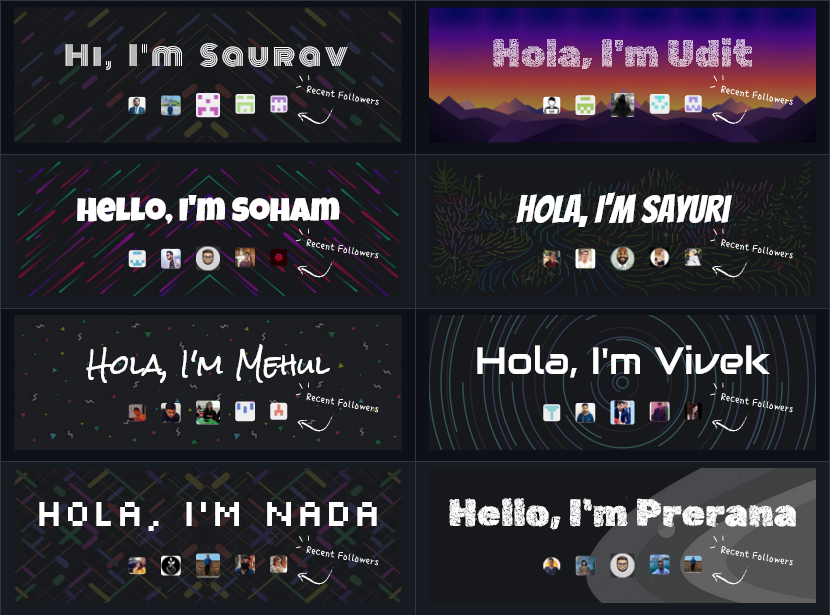 Hi, I'm Saurav
Recent Followers
Hola, I'm Udit
Recent Followers
Hello, I'm Soham
Recent Followers
HOLA, I'M SAYURI
Recent Followers
Hola, I'm Mehul
Recent Followers
Hola, I'm Vivek
Recent Followers
HOLA, I'M NADA
Recent Followers
Hello, I'm Prerana
Recent Followers